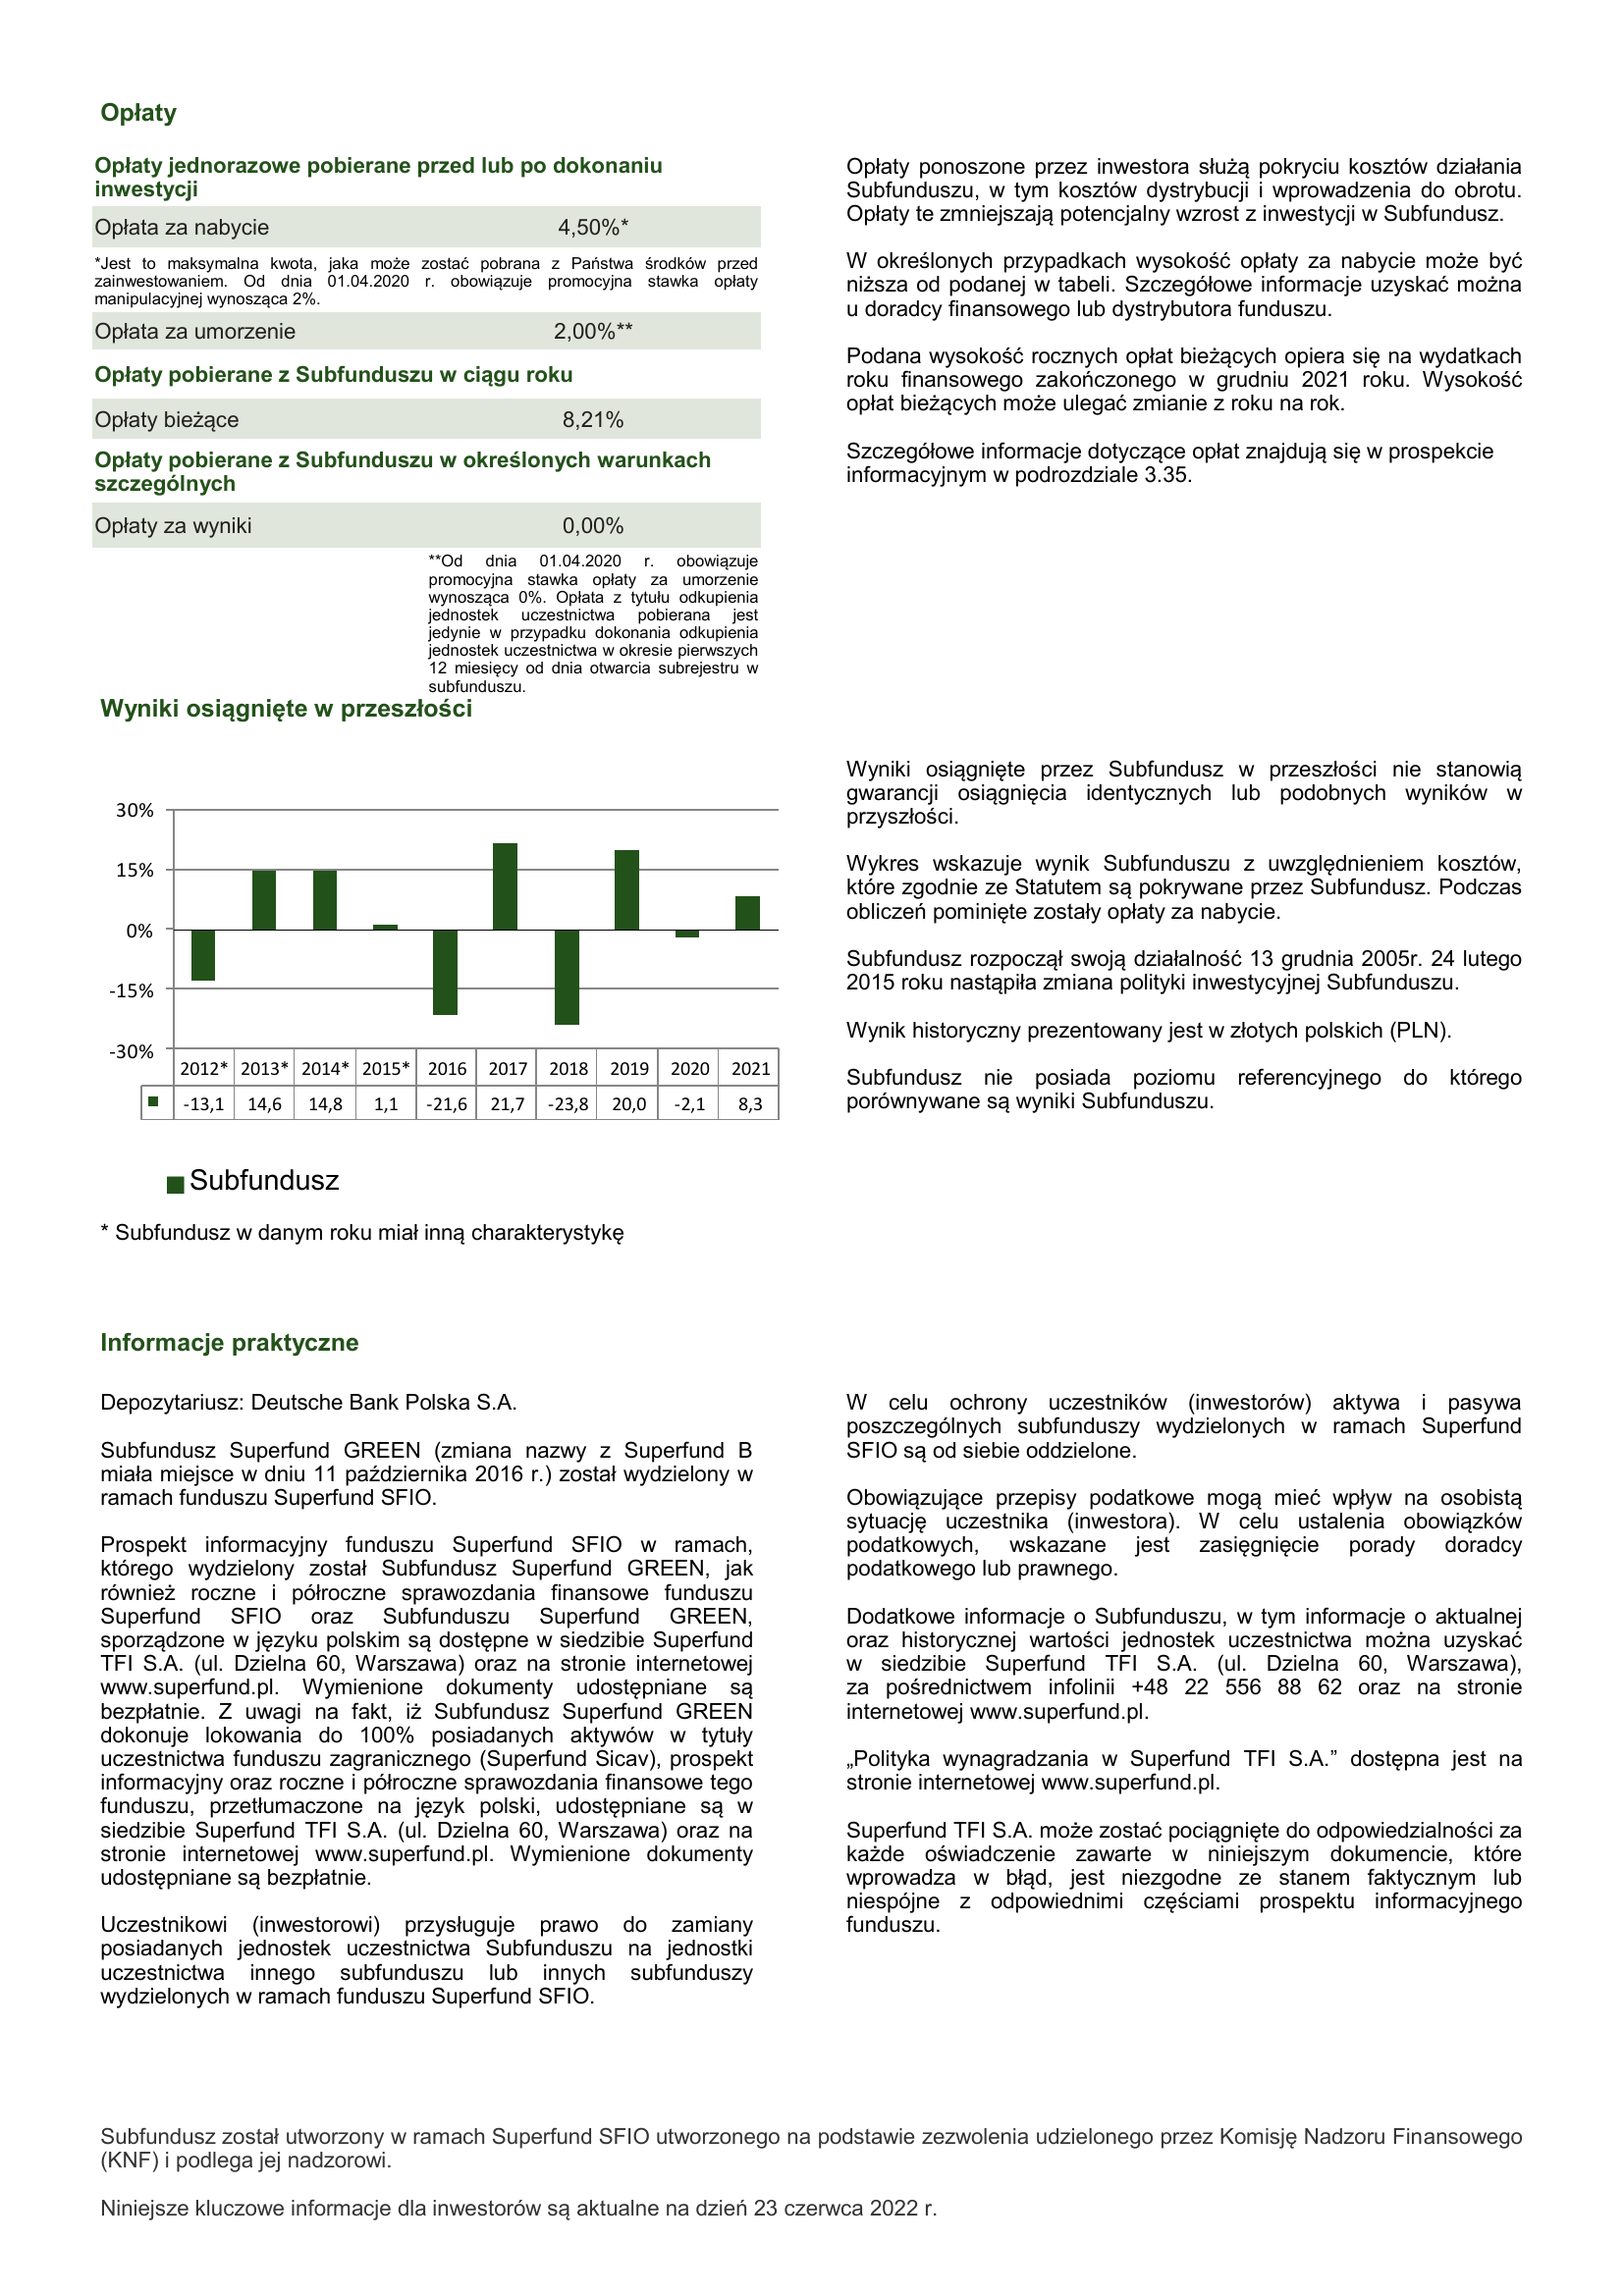 Opłaty
Opłaty jednorazowe pobierane przed lub po dokonaniu
inwestycji
Opłata za nabycie 4,50%*
*Jest to maksymalna kwota, jaka może zostać pobrana z Państwa środków przed
zainwestowaniem. Od dnia 01.04.2020 r. obowiązuje promocyjna stawka opłaty
manipulacyjnej wynosząca 2%.
Opłata za umorzenie 2,00%**
Opłaty pobierane z Subfunduszu w ciągu roku
Opłaty bieżące 8,21%
Opłaty pobierane z Subfunduszu w określonych warunkach
szczególnych
Opłaty za wyniki 0,00%
**Od dnia 01.04.2020 r. obowiązuje
promocyjna stawka opłaty za umorzenie
wynosząca 0%. Opłata z tytułu odkupienia
jednostek uczestnictwa pobierana jest
jedynie w przypadku dokonania odkupienia
jednostek uczestnictwa w okresie pierwszych
12 miesięcy od dnia otwarcia subrejestru w
subfunduszu.
Opłaty ponoszone przez inwestora służą pokryciu kosztów działania
Subfunduszu, w tym kosztów dystrybucji i wprowadzenia do obrotu.
Opłaty te zmniejszają potencjalny wzrost z inwestycji w Subfundusz.
W określonych przypadkach wysokość opłaty za nabycie może być
niższa od podanej w tabeli. Szczegółowe informacje uzyskać można
u doradcy finansowego lub dystrybutora funduszu.
Podana wysokość rocznych opłat bieżących opiera się na wydatkach
roku finansowego zakończonego w grudniu 2021 roku. Wysokość
opłat bieżących może ulegać zmianie z roku na rok.
Szczegółowe informacje dotyczące opłat znajdują się w prospekcie
informacyjnym w podrozdziale 3.35.
Wyniki osiągnięte w przeszłości
30%
15%
0%
-15%
-30%
2012* 2013* 2014* 2015* 2016 2017 2018 2019 2020 2021
-13,1 14,6 14,8 1,1 -21,6 21,7 -23,8 20,0 -2,1 8,3
Subfundusz
* Subfundusz w danym roku miał inną charakterystykę
Wyniki osiągnięte przez Subfundusz w przeszłości nie stanowią
gwarancji osiągnięcia identycznych lub podobnych wyników w
przyszłości.
Wykres wskazuje wynik Subfunduszu z uwzględnieniem kosztów,
które zgodnie ze Statutem są pokrywane przez Subfundusz. Podczas
obliczeń pominięte zostały opłaty za nabycie.
Subfundusz rozpoczął swoją działalność 13 grudnia 2005r. 24 lutego
2015 roku nastąpiła zmiana polityki inwestycyjnej Subfunduszu.
Wynik historyczny prezentowany jest w złotych polskich (PLN).
Subfundusz nie posiada poziomu referencyjnego do którego
porównywane są wyniki Subfunduszu.
Informacje praktyczne
Depozytariusz: Deutsche Bank Polska S.A.
Subfundusz Superfund GREEN (zmiana nazwy z Superfund B
miała miejsce w dniu 11 października 2016 r.) został wydzielony w
ramach funduszu Superfund SFIO.
Prospekt informacyjny funduszu Superfund SFIO w ramach,
którego wydzielony został Subfundusz Superfund GREEN, jak
również roczne i półroczne sprawozdania finansowe funduszu
Superfund SFIO oraz Subfunduszu Superfund GREEN,
sporządzone w języku polskim są dostępne w siedzibie Superfund
TFI S.A. (ul. Dzielna 60, Warszawa) oraz na stronie internetowej
www.superfund.pl. Wymienione dokumenty udostępniane są
bezpłatnie. Z uwagi na fakt, iż Subfundusz Superfund GREEN
dokonuje lokowania do 100% posiadanych aktywów w tytuły
uczestnictwa funduszu zagranicznego (Superfund Sicav), prospekt
informacyjny oraz roczne i półroczne sprawozdania finansowe tego
funduszu, przetłumaczone na język polski, udostępniane są w
siedzibie Superfund TFI S.A. (ul. Dzielna 60, Warszawa) oraz na
stronie internetowej www.superfund.pl. Wymienione dokumenty
udostępniane są bezpłatnie.
Uczestnikowi (inwestorowi) przysługuje prawo do zamiany
posiadanych jednostek uczestnictwa Subfunduszu na jednostki
uczestnictwa innego subfunduszu lub innych subfunduszy
wydzielonych w ramach funduszu Superfund SFIO.
W celu ochrony uczestników (inwestorów) aktywa i pasywa
poszczególnych subfunduszy wydzielonych w ramach Superfund
SFIO są od siebie oddzielone.
Obowiązujące przepisy podatkowe mogą mieć wpływ na osobistą
sytuację uczestnika (inwestora). W celu ustalenia obowiązków
podatkowych, wskazane jest zasięgnięcie porady doradcy
podatkowego lub prawnego.
Dodatkowe informacje o Subfunduszu, w tym informacje o aktualnej
oraz historycznej wartości jednostek uczestnictwa można uzyskać
w siedzibie Superfund TFI S.A. (ul. Dzielna 60, Warszawa),
za pośrednictwem infolinii +48 22 556 88 62 oraz na stronie
internetowej www.superfund.pl.
„Polityka wynagradzania w Superfund TFI S.A.” dostępna jest na
stronie internetowej www.superfund.pl.
Superfund TFI S.A. może zostać pociągnięte do odpowiedzialności za
każde oświadczenie zawarte w niniejszym dokumencie, które
wprowadza w błąd, jest niezgodne ze stanem faktycznym lub
niespójne z odpowiednimi częściami prospektu informacyjnego
funduszu.
Subfundusz został utworzony w ramach Superfund SFIO utworzonego na podstawie zezwolenia udzielonego przez Komisję Nadzoru Finansowego
(KNF) i podlega jej nadzorowi.
Niniejsze kluczowe informacje dla inwestorów są aktualne na dzień 23 czerwca 2022 r.